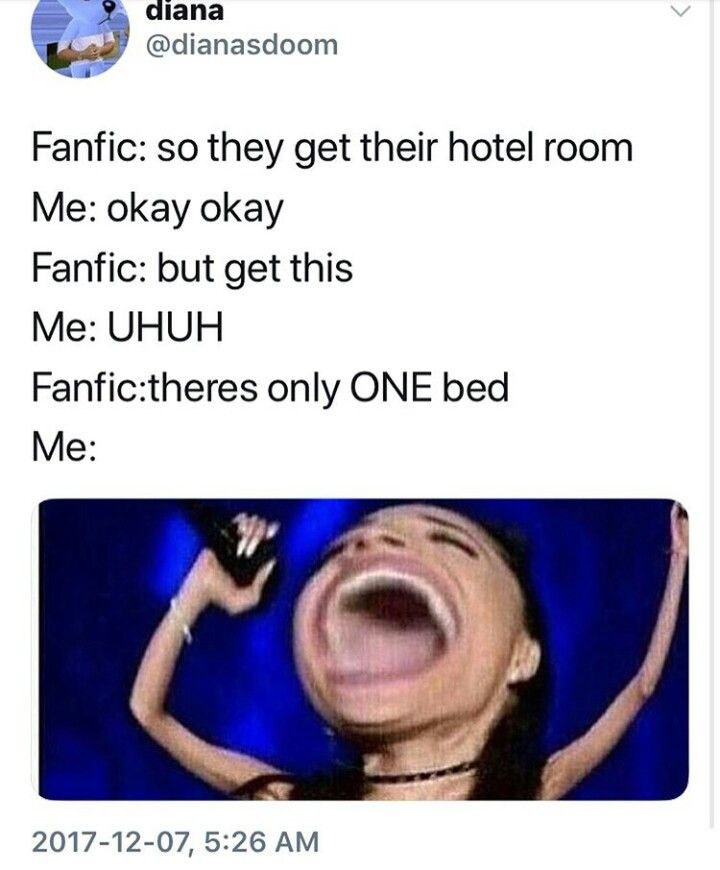 diana
@dianasdoom
Fanfic: so they get their hotel room
Me: okay okay
Fanfic: but get this
Me: UHUH
Fanfic:theres only ONE bed
Me:
2017-12-07, 5:26 AM